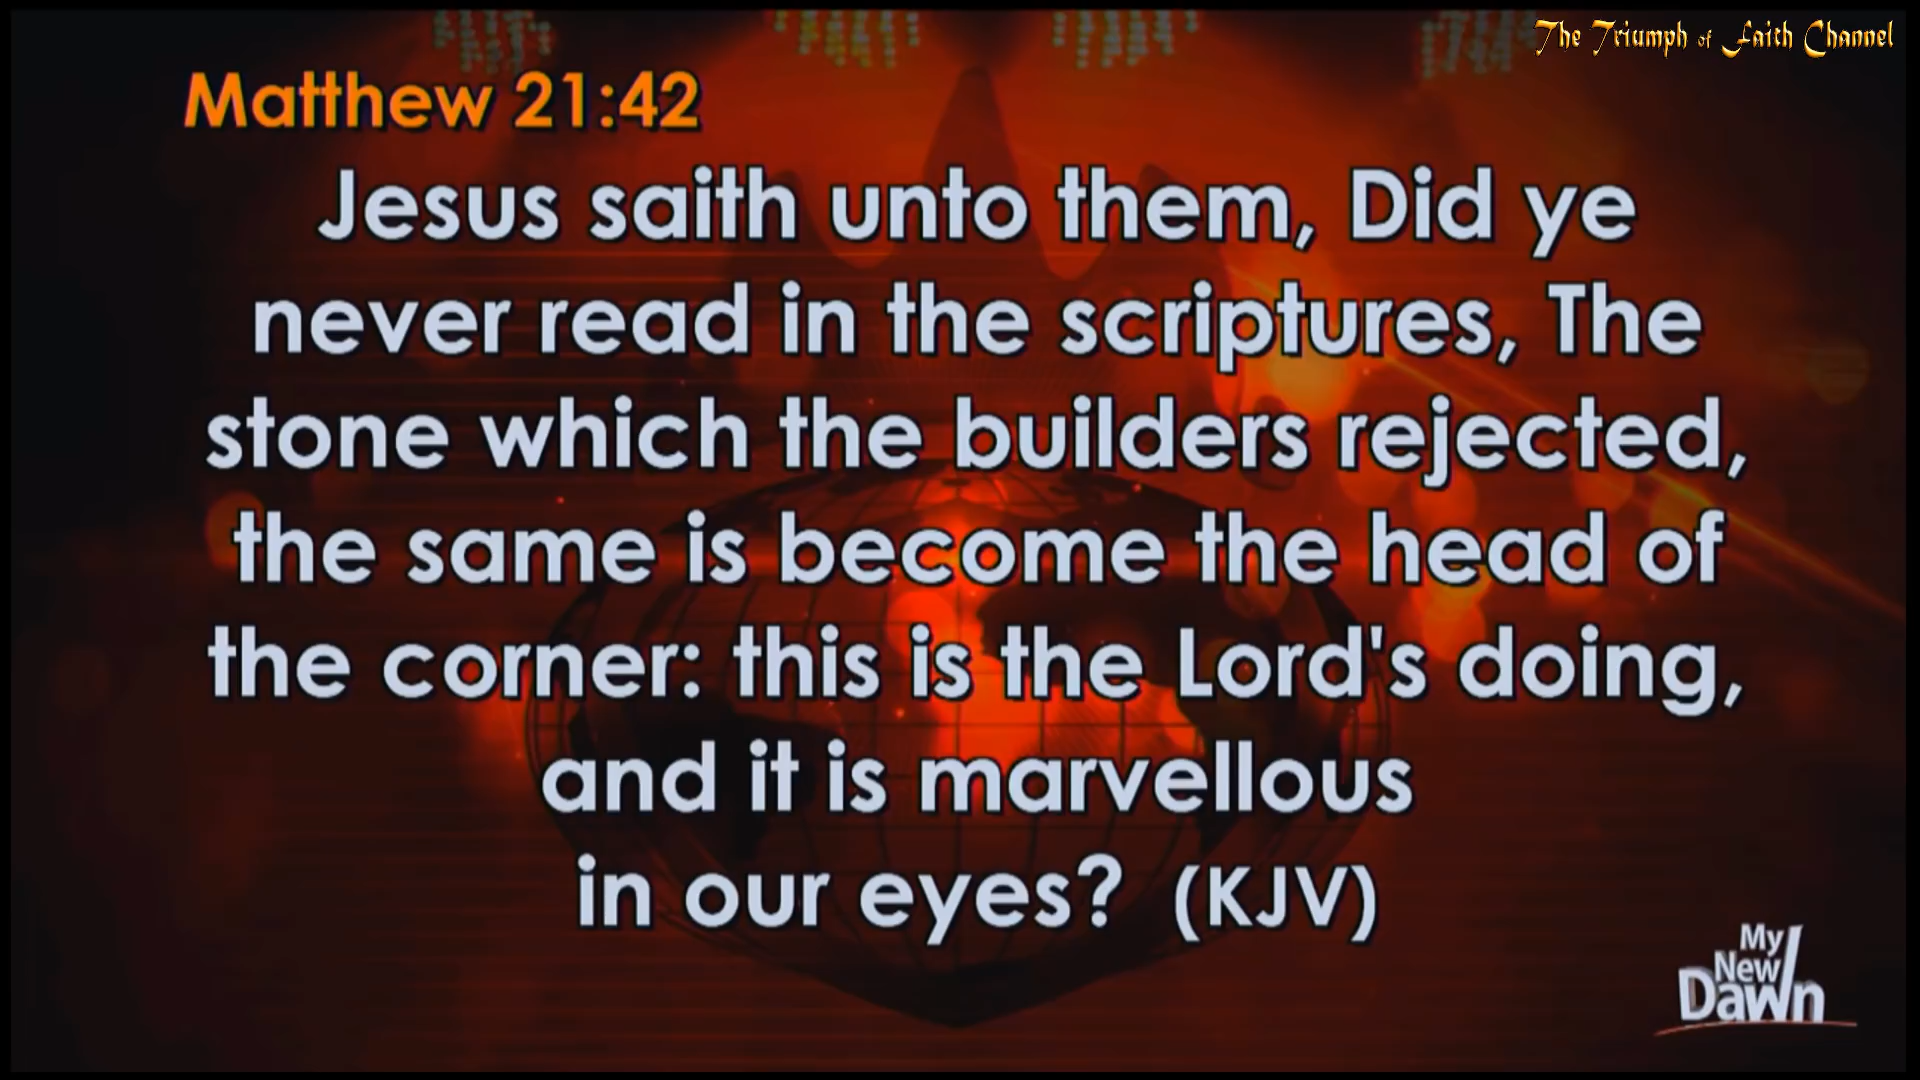 The Triumph of Faith Channel
Matthew 21:42
Jesus saith unto them, Did ye
never read in the scriptures, The
stone which the builders rejected,
the same is become the head of
the corner: this is the Lord's doing,
and it is marvellous
in our eyes? (KJV)
My
New
Dawn